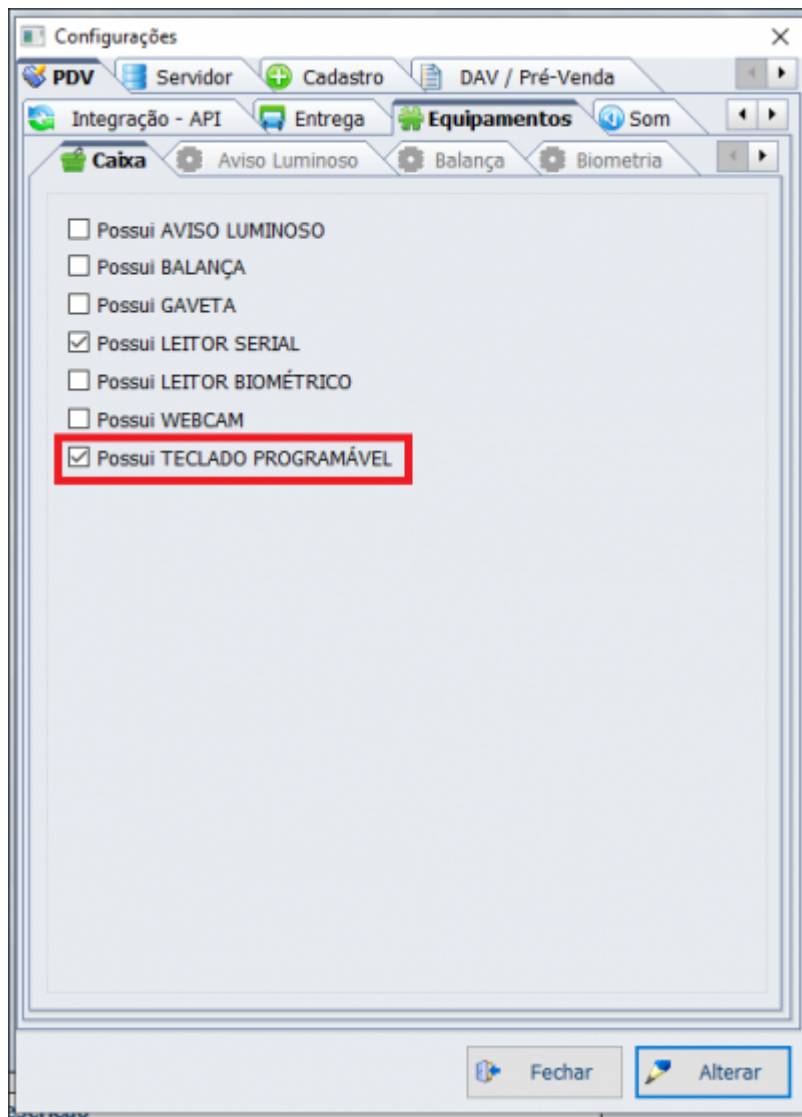 Configurações
PDV Servidor Cadastro DAV / Pré-Venda
Integração - API Entrega Equipamentos Som
Caixa Aviso Luminoso Balança Biometria
Possui AVISO LUMINOSO
Possui BALANÇA
Possui GAVETA
Possui LEITOR SERIAL
Possui LEITOR BIOMÉTRICO
Possui WEBCAM
Possui TECLADO PROGRAMÁVEL
Fechar Alterar